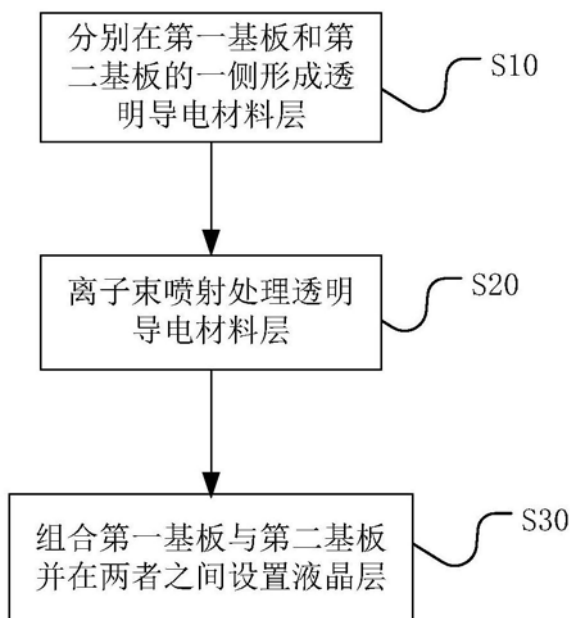 分别在第一基板和第
二基板的一侧形成透
明导电材料层
S10
离子束喷射处理透明
导电材料层
S20
组合第一基板与第二基板
并在两者之间设置液晶层
S30